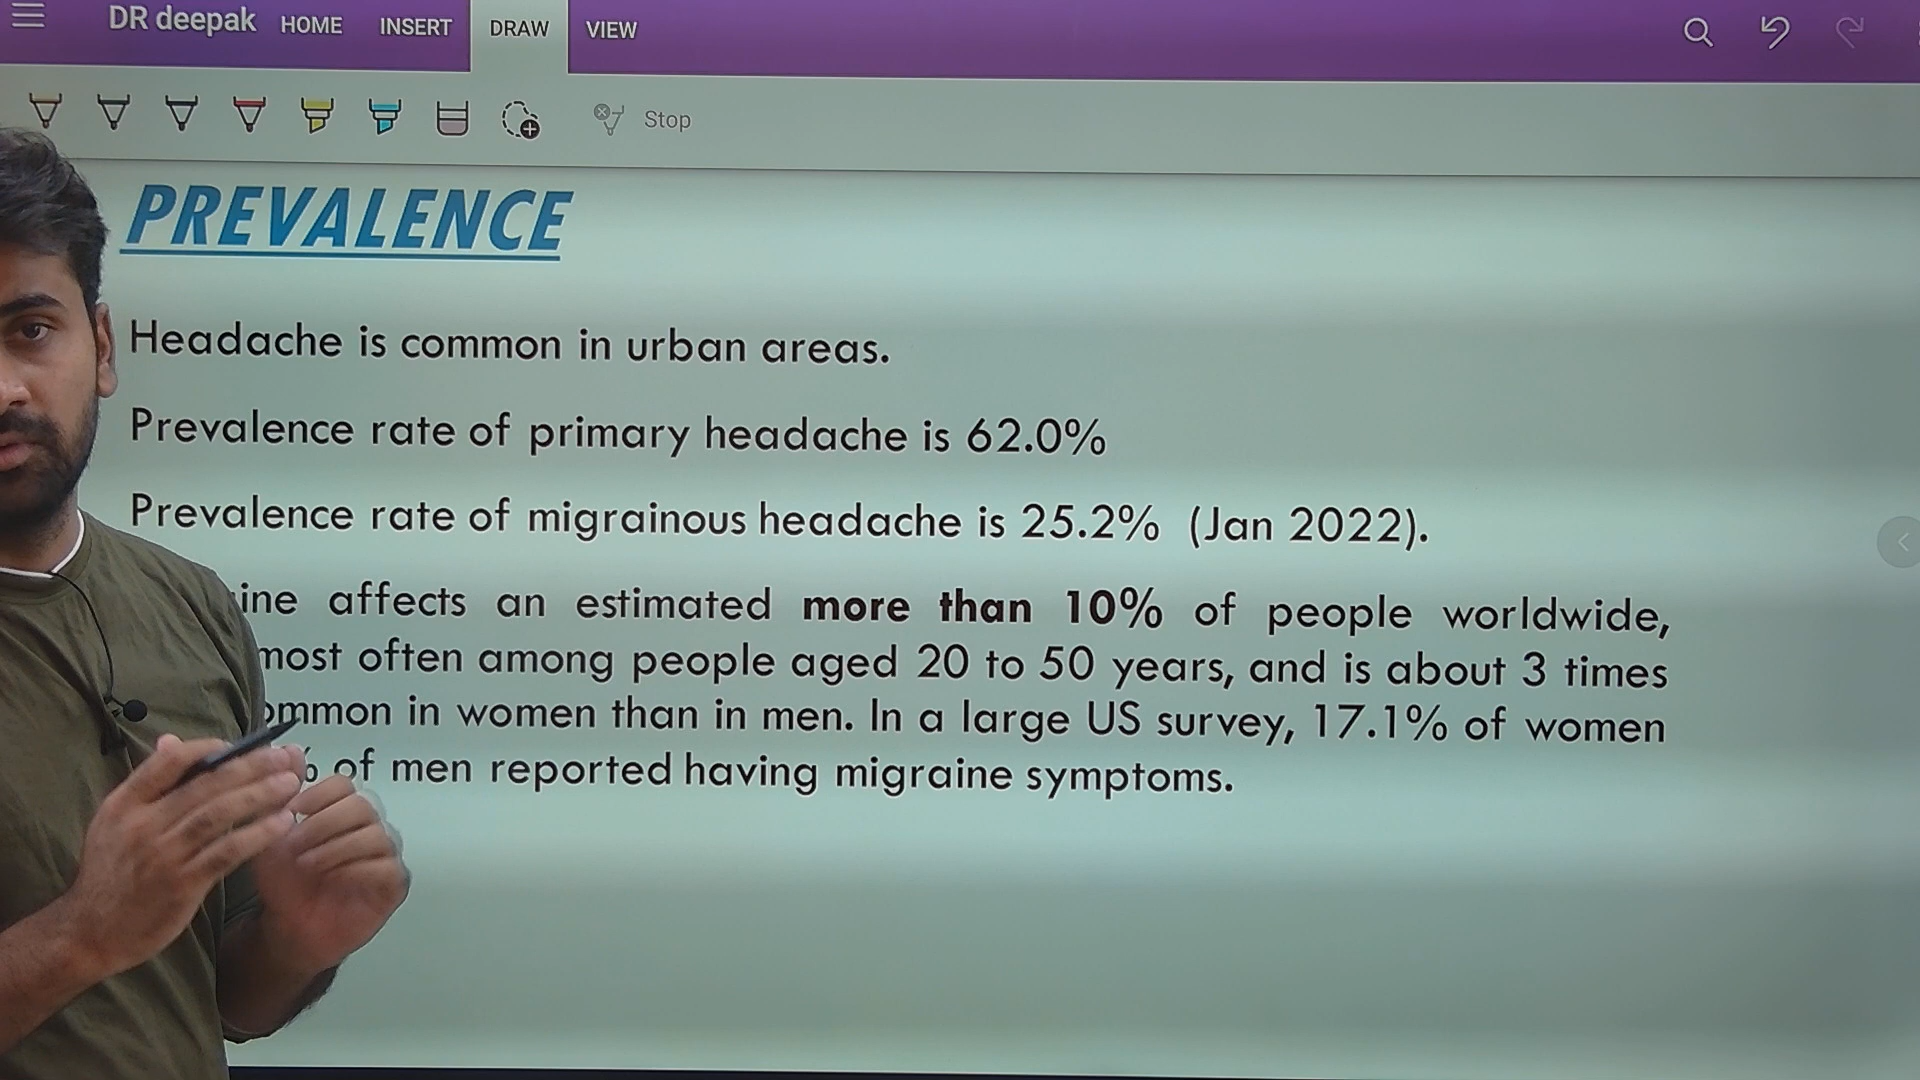 DR deepak HOME INSERT DRAW VIEW
Stop
PREVALENCE
Headache is common in urban areas.
Prevalence rate of primary headache is 62.0%
Prevalence rate of migrainous headache is 25.2% (Jan 2022).
affects an estimated more than 10% of people worldwide,
most often among people aged 20 to 50 years, and is about 3 times
in women than in men. In a large US survey, 17.1% of women
% of men reported having migraine symptoms.